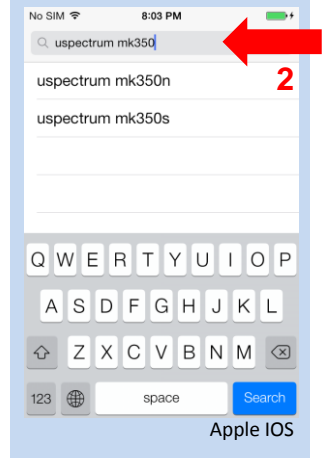 No SIM 8:03 PM
uspectrum mk350
2
uspectrum mk350n
uspectrum mk350s
Q W E R T Y U I O P
A S D F G H J K L
Z X C V B N M
123 space Search
Apple IOS